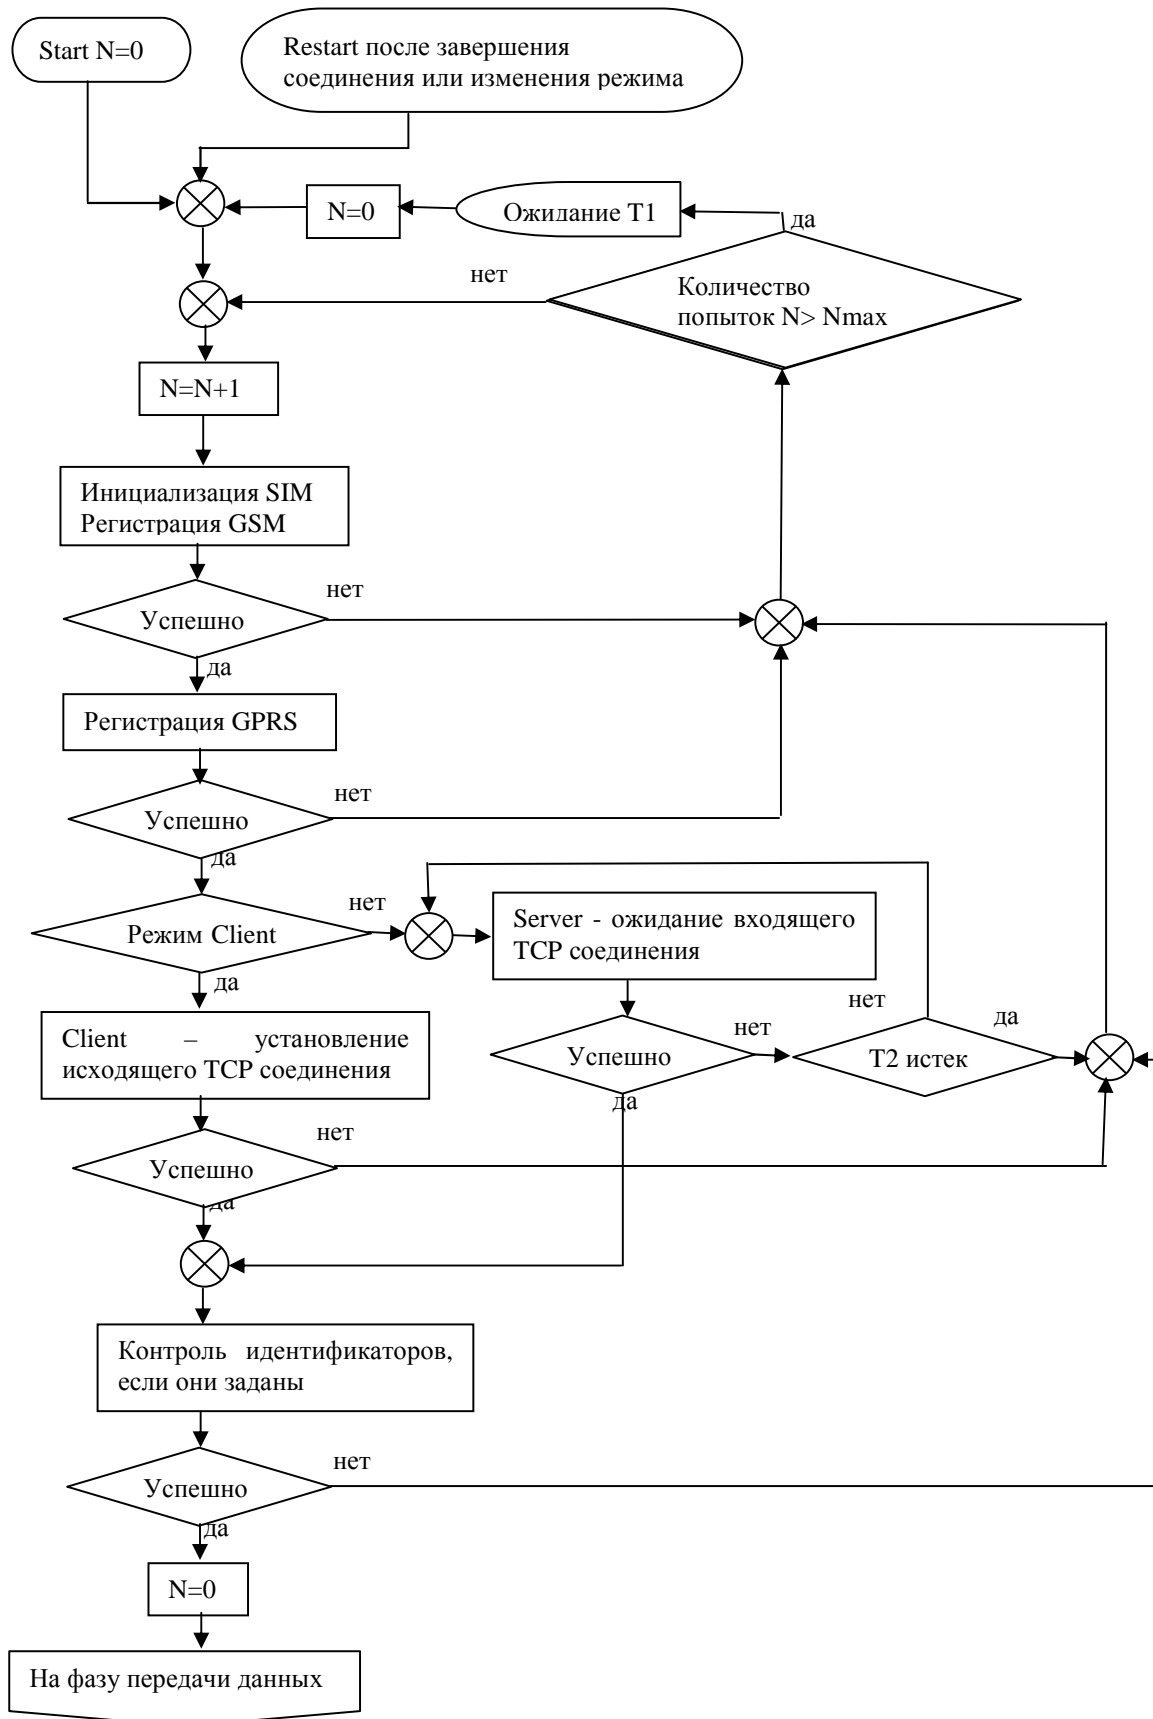 Start N=0
Restart после завершения
соединения или изменения режима
N=0
Ожидание T1
да
нет
Количество
попыток N> Nmax
N=N+1
Инициализация SIM
Регистрация GSM
нет
Успешно
да
Регистрация GPRS
нет
Успешно
да
нет
Режим Client
да
Server - ожидание входящего
TCP соединения
нет
да
нет
Успешно
T2 истек
да
Client – установление
исходящего TCP соединения
нет
Успешно
да
Контроль идентификаторов,
если они заданы
нет
Успешно
да
N=0
На фазу передачи данных